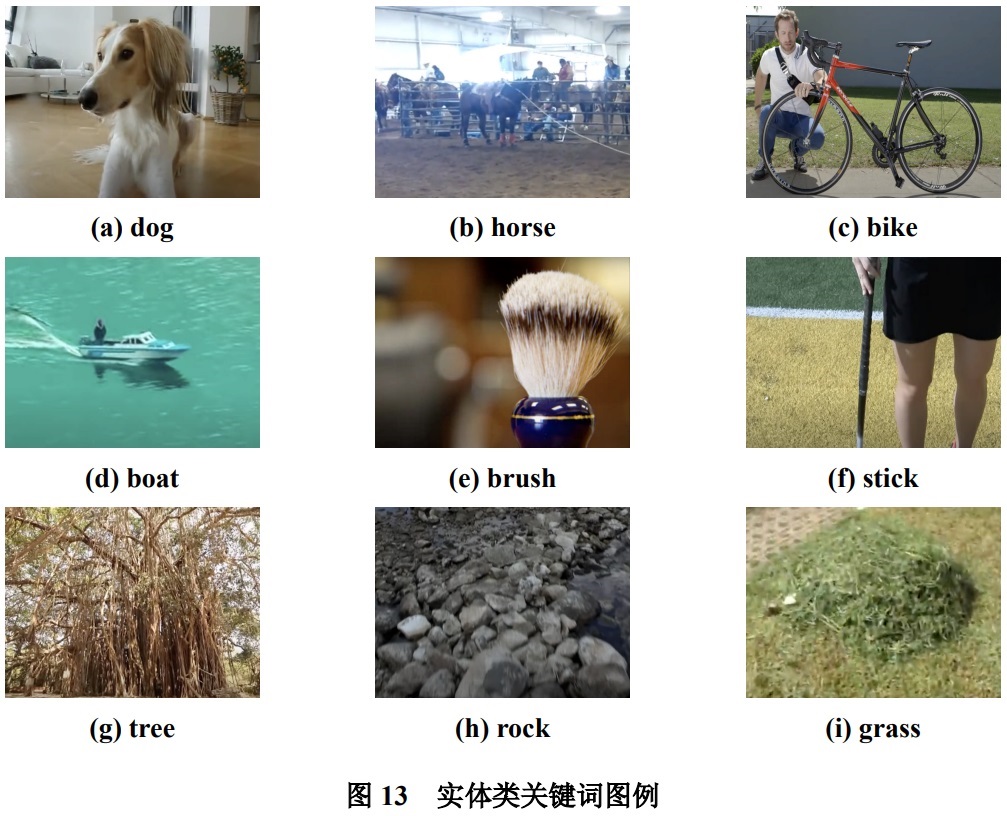 (a) dog
(b) horse
(c) bike
(d) boat
(e) brush
(f) stick
(g) tree
(h) rock
(i) grass
图 13 实体类关键词图例